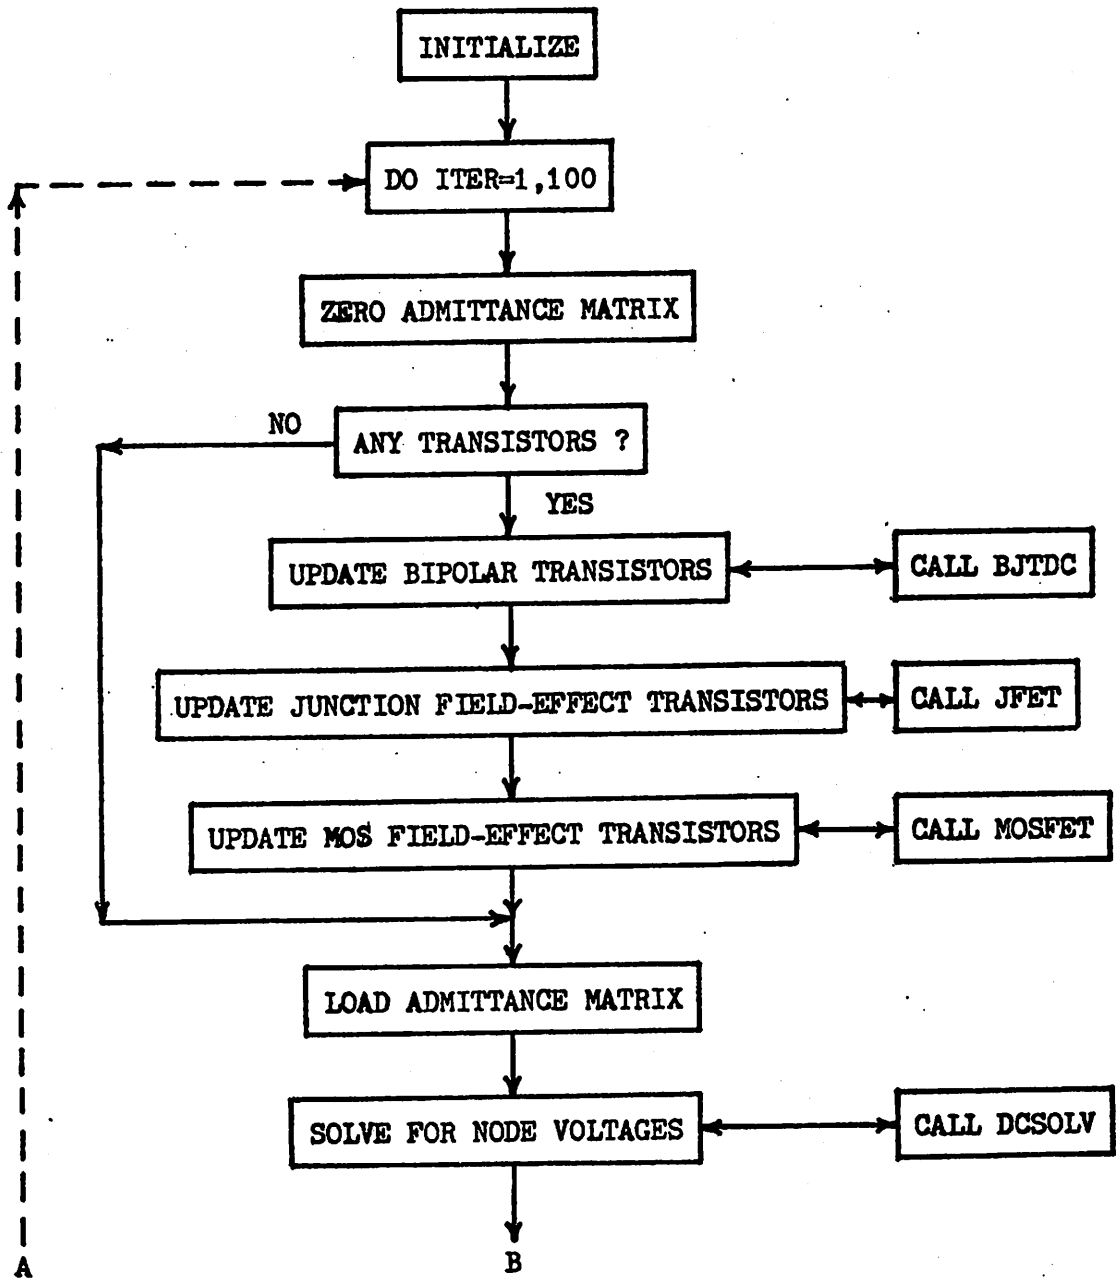 INITIALIZE
DO ITER=1,100
ZERO ADMITTANCE MATRIX
NO
ANY TRANSISTORS ?
YES
UPDATE BIPOLAR TRANSISTORS
CALL BJTDC
UPDATE JUNCTION FIELD-EFFECT TRANSISTORS
CALL JFET
UPDATE MOS FIELD-EFFECT TRANSISTORS
CALL MOSFET
LOAD ADMITTANCE MATRIX
SOLVE FOR NODE VOLTAGES
CALL DCSOLV
A
B